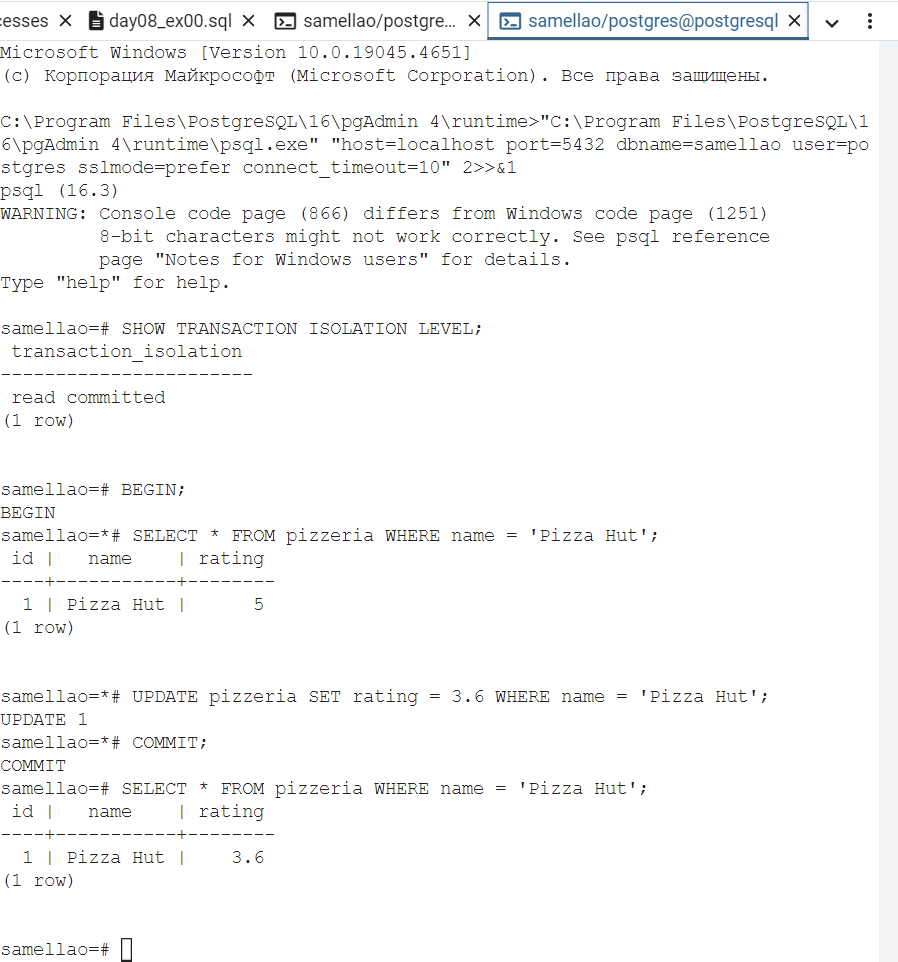 cesses
day08_ex00.sql
samellao/postgre...
samellao/postgres@postgresql
Microsoft Windows [Version 10.0.19045.4651]
(c) Корпорация Майкрософт (Microsoft Corporation). Все права защищены.
C:\Program Files\PostgreSQL\16\pgAdmin 4\runtime>"C:\Program Files\PostgreSQL\1
6\pgAdmin 4\runtime\psql.exe" "host=localhost port=5432 dbname=samellao user=po
stgres sslmode=prefer connect_timeout=10" 2>>&1
psql (16.3)
WARNING: Console code page (866) differs from Windows code page (1251)
         8-bit characters might not work correctly. See psql reference
         page "Notes for Windows users" for details.
Type "help" for help.
samellao=# SHOW TRANSACTION ISOLATION LEVEL;
 transaction_isolation
-----------------------
 read committed
(1 row)
samellao=# BEGIN;
BEGIN
samellao=*# SELECT * FROM pizzeria WHERE name = 'Pizza Hut';
 id |   name    | rating
----+-----------+--------
  1 | Pizza Hut |      5
(1 row)
samellao=*# UPDATE pizzeria SET rating = 3.6 WHERE name = 'Pizza Hut';
UPDATE 1
samellao=*# COMMIT;
COMMIT
samellao=# SELECT * FROM pizzeria WHERE name = 'Pizza Hut';
 id |   name    | rating
----+-----------+--------
  1 | Pizza Hut |    3.6
(1 row)
samellao=#